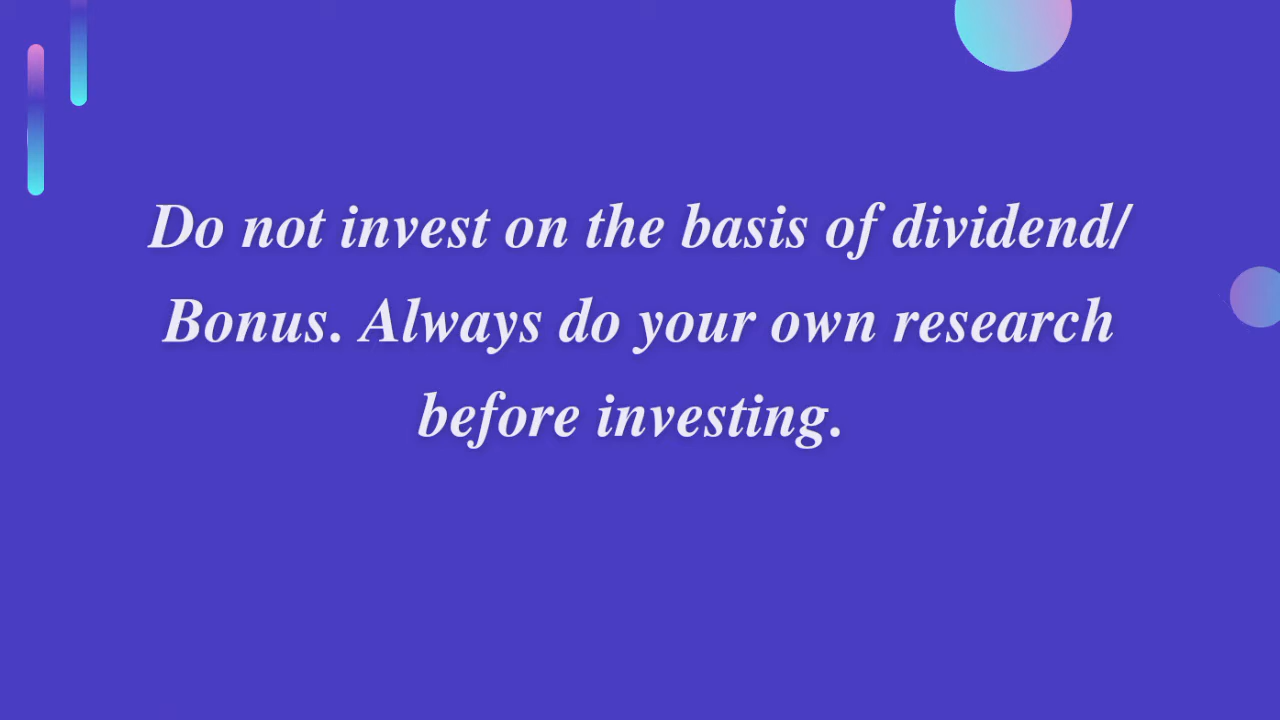 Do not invest on the basis of dividend/
Bonus. Always do your own research
before investing.